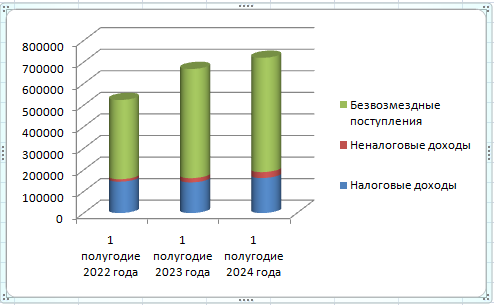 800000
700000
600000
500000
400000
300000
200000
100000
0
1
полугодие
2022 года
1
полугодие
2023 года
1
полугодие
2024 года
Безвозмездные
поступления
Неналоговые доходы
Налоговые доходы